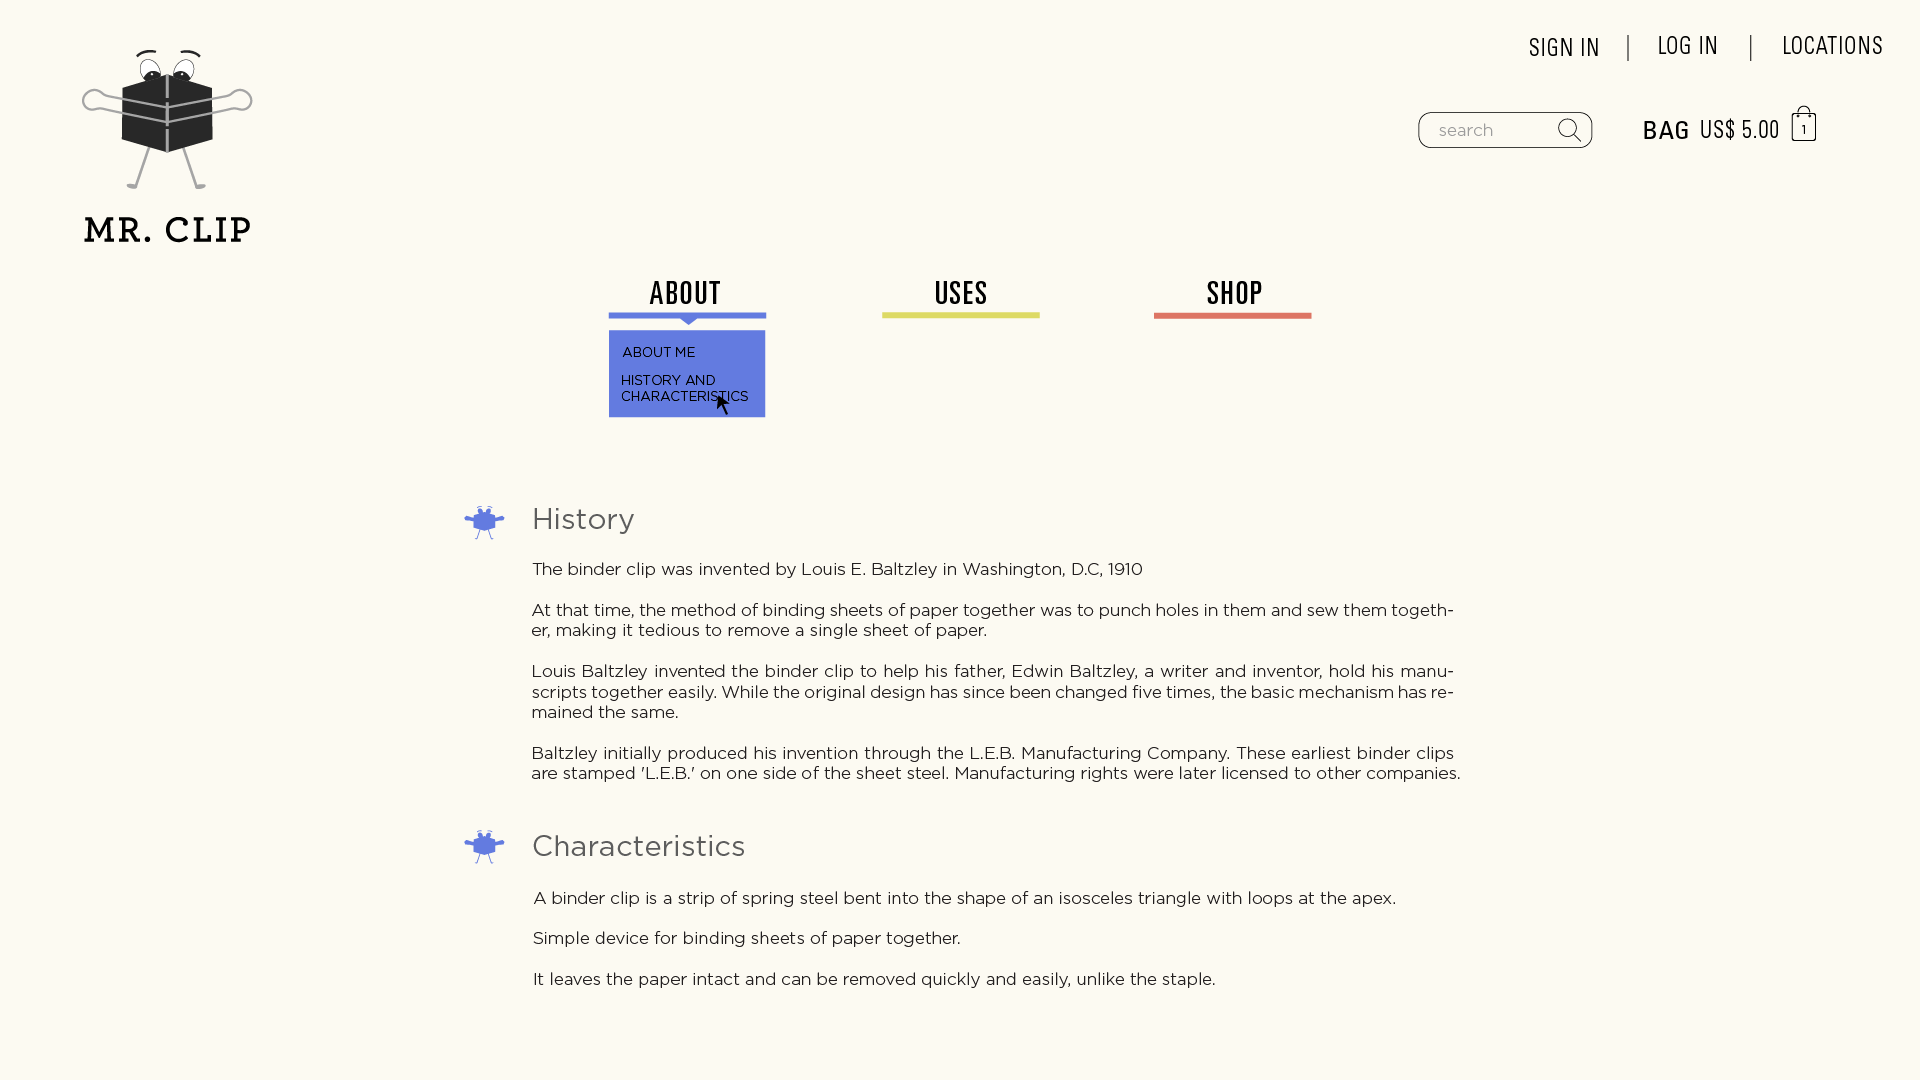 SIGN IN | LOG IN | LOCATIONS
search
BAG US$ 5.00 1
MR. CLIP
ABOUT USES SHOP
ABOUT ME
HISTORY AND
CHARACTERISTICS
History
The binder clip was invented by Louis E. Baltzley in Washington, D.C, 1910
At that time, the method of binding sheets of paper together was to punch holes in them and sew them togeth-
er, making it tedious to remove a single sheet of paper.
Louis Baltzley invented the binder clip to help his father, Edwin Baltzley, a writer and inventor, hold his manu-
scripts together easily. While the original design has since been changed five times, the basic mechanism has re-
mained the same.
Baltzley initially produced his invention through the L.E.B. Manufacturing Company. These earliest binder clips
are stamped 'L.E.B.' on one side of the sheet steel. Manufacturing rights were later licensed to other companies.
Characteristics
A binder clip is a strip of spring steel bent into the shape of an isosceles triangle with loops at the apex.
Simple device for binding sheets of paper together.
It leaves the paper intact and can be removed quickly and easily, unlike the staple.